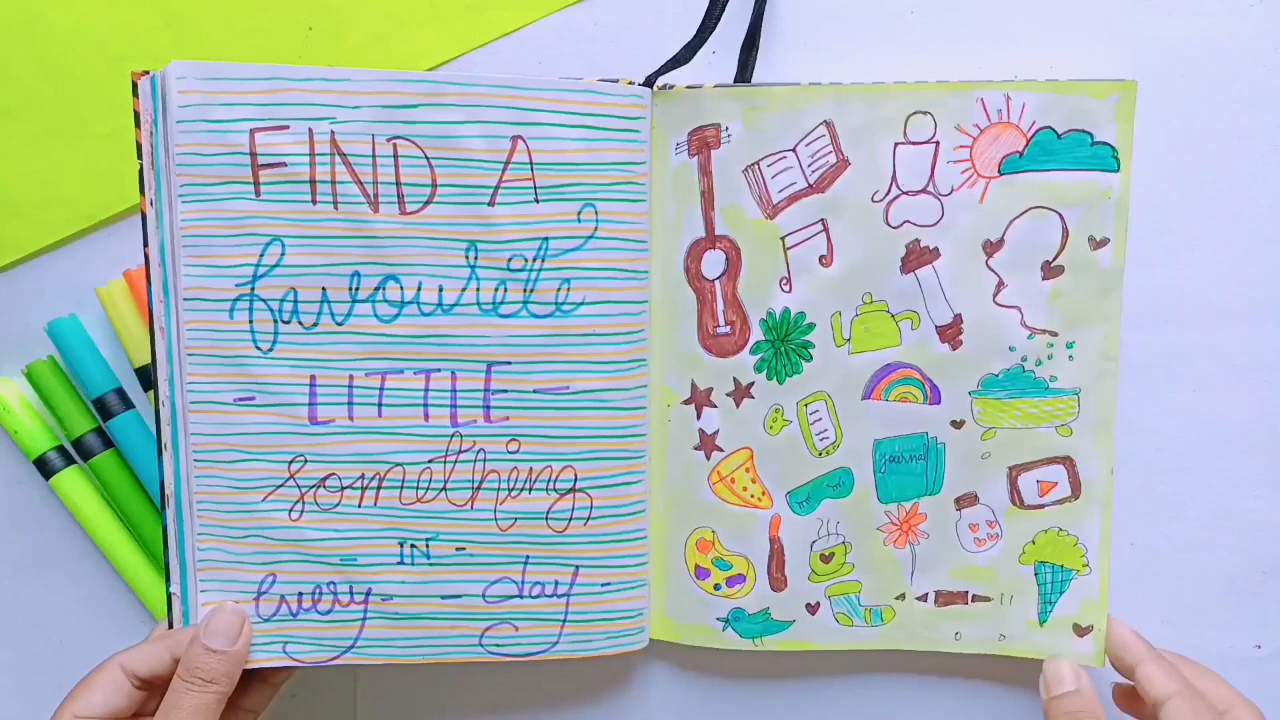 FIND A
favourite
- LITTLE -
something
- IN -
every - - day -
journal